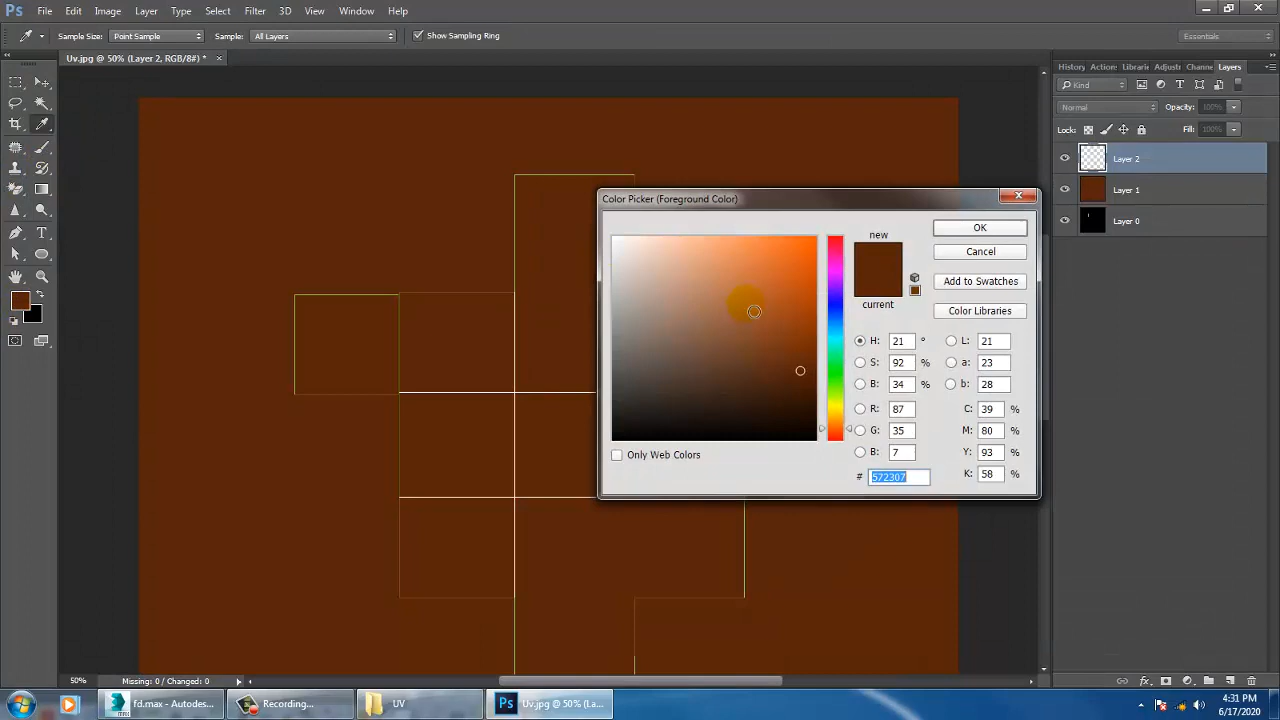 Ps File Edit Image Layer Type Select Filter 3D View Window Help
Sample Size: Point Sample Sample: All Layers Show Sampling Ring Essentials
Uv.jpg @ 50% (Layer 2, RGB/8#) * ×
History Action Librarie Adjustr Channe Layers
Kind
Normal Opacity: 100%
Lock: Fill: 100%
Layer 2
Layer 1
Layer 0
Color Picker (Foreground Color)
new
current
OK
Cancel
Add to Swatches
Color Libraries
H: 21 ° L: 21
S: 92 % a: 23
B: 34 % b: 28
R: 87 C: 39 %
G: 35 M: 80 %
B: 7 Y: 93 %
# 572307 K: 58 %
Only Web Colors
50% Missing: 0 / Changed: 0
fd.max - Autodes... Recording... UV Ps Uv.jpg @ 50% (La...
4:31 PM
6/17/2020